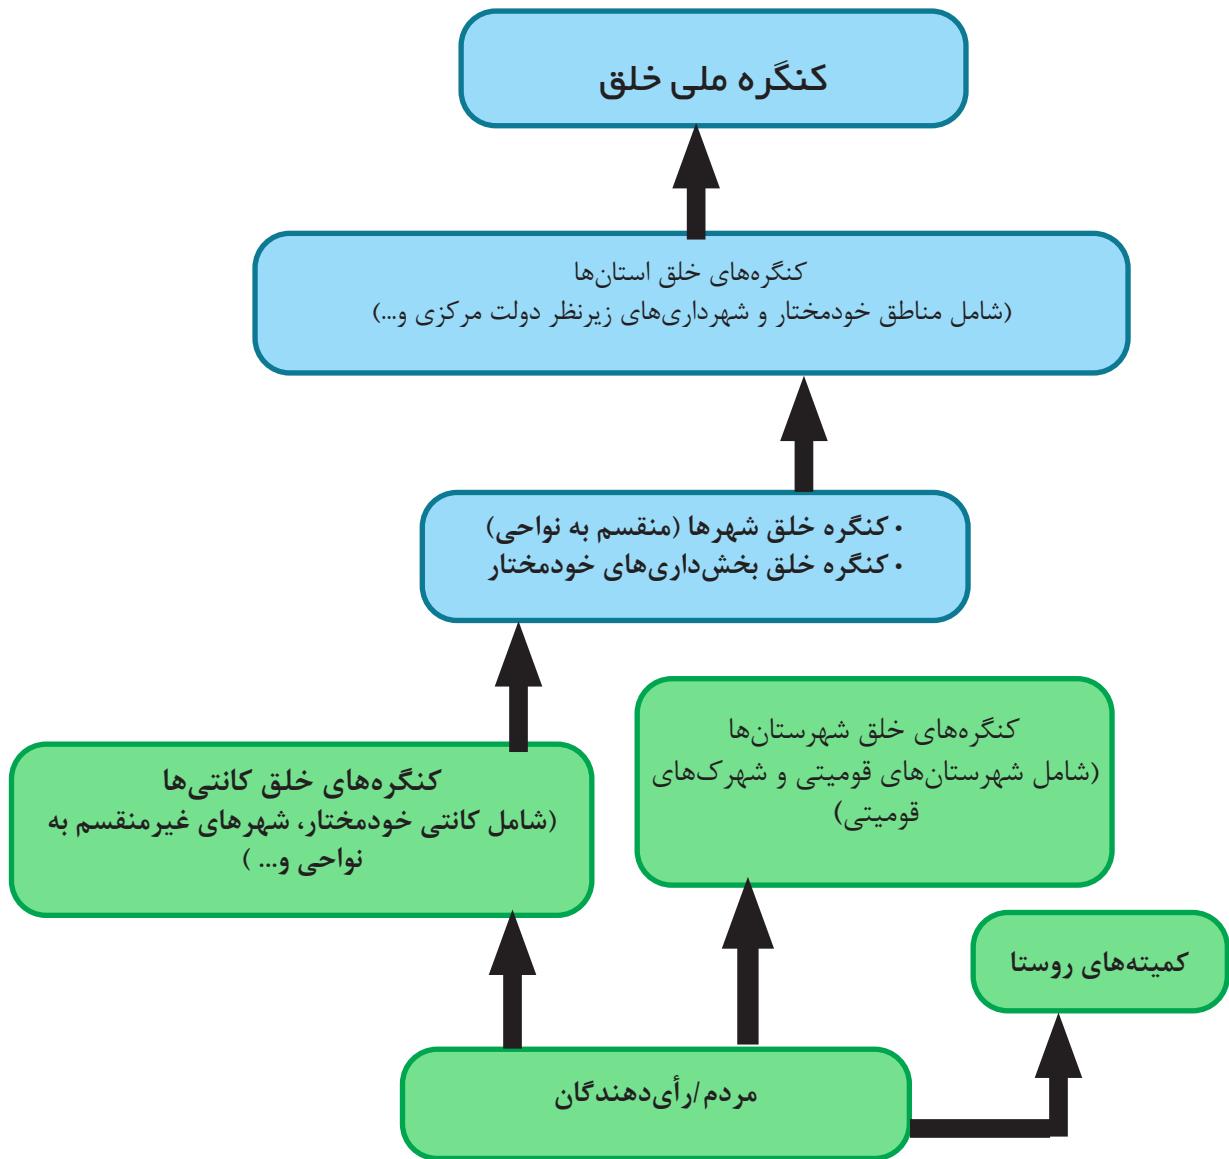 کنگره ملی خلق
کنگره‌های خلق استان‌ها
(شامل مناطق خودمختار و شهرداری‌های زیرنظر دولت مرکزی و...)
• کنگره خلق شهرها (منقسم به نواحی)
• کنگره خلق بخش‌داری‌های خودمختار
کنگره‌های خلق شهرستان‌ها
(شامل شهرستان‌های قومیتی و شهرک‌های
قومیتی)
کنگره‌های خلق کانتی‌ها
(شامل کانتی خودمختار، شهرهای غیرمنقسم به
نواحی و... )
کمیته‌های روستا
مردم/رأی‌دهندگان